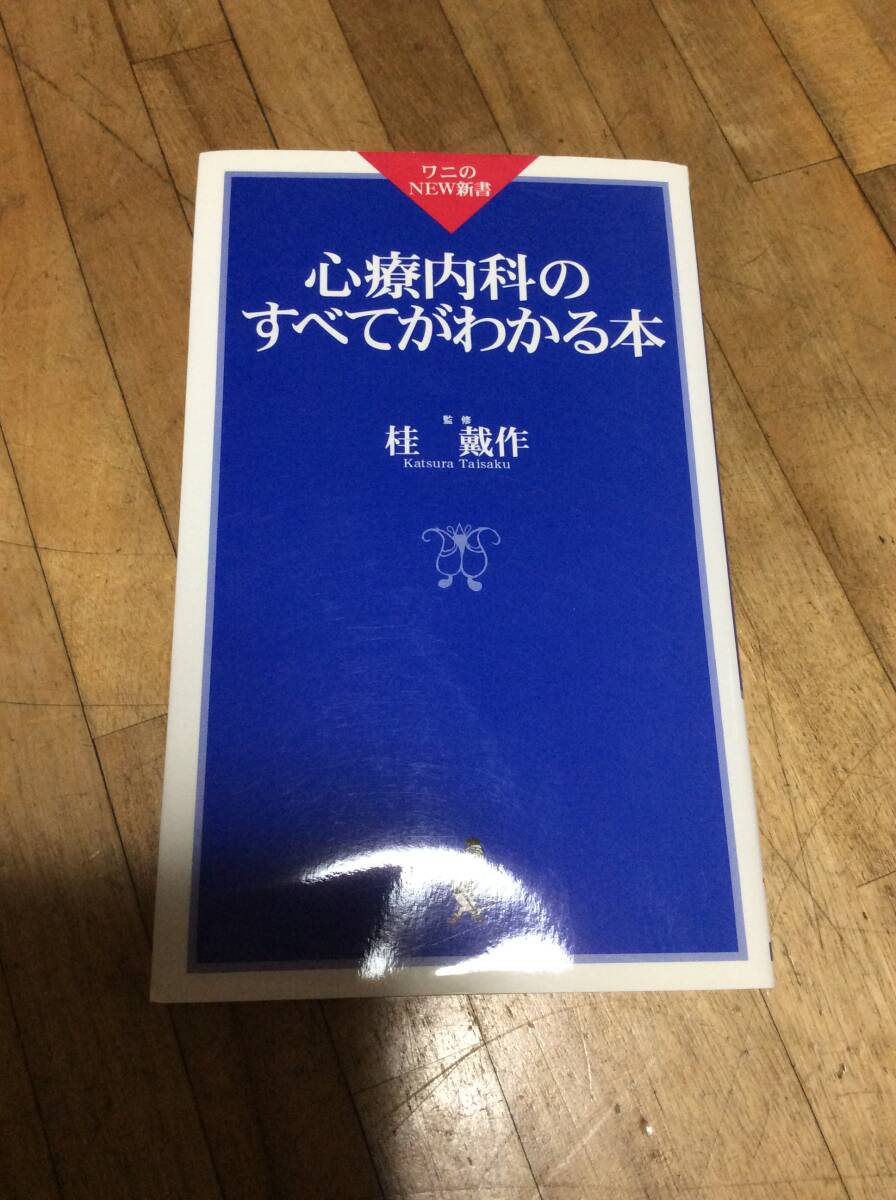 ワニの
NEW新書
心療内科の
すべてがわかる本
監修
桂 戴作
Katsura Taisaku